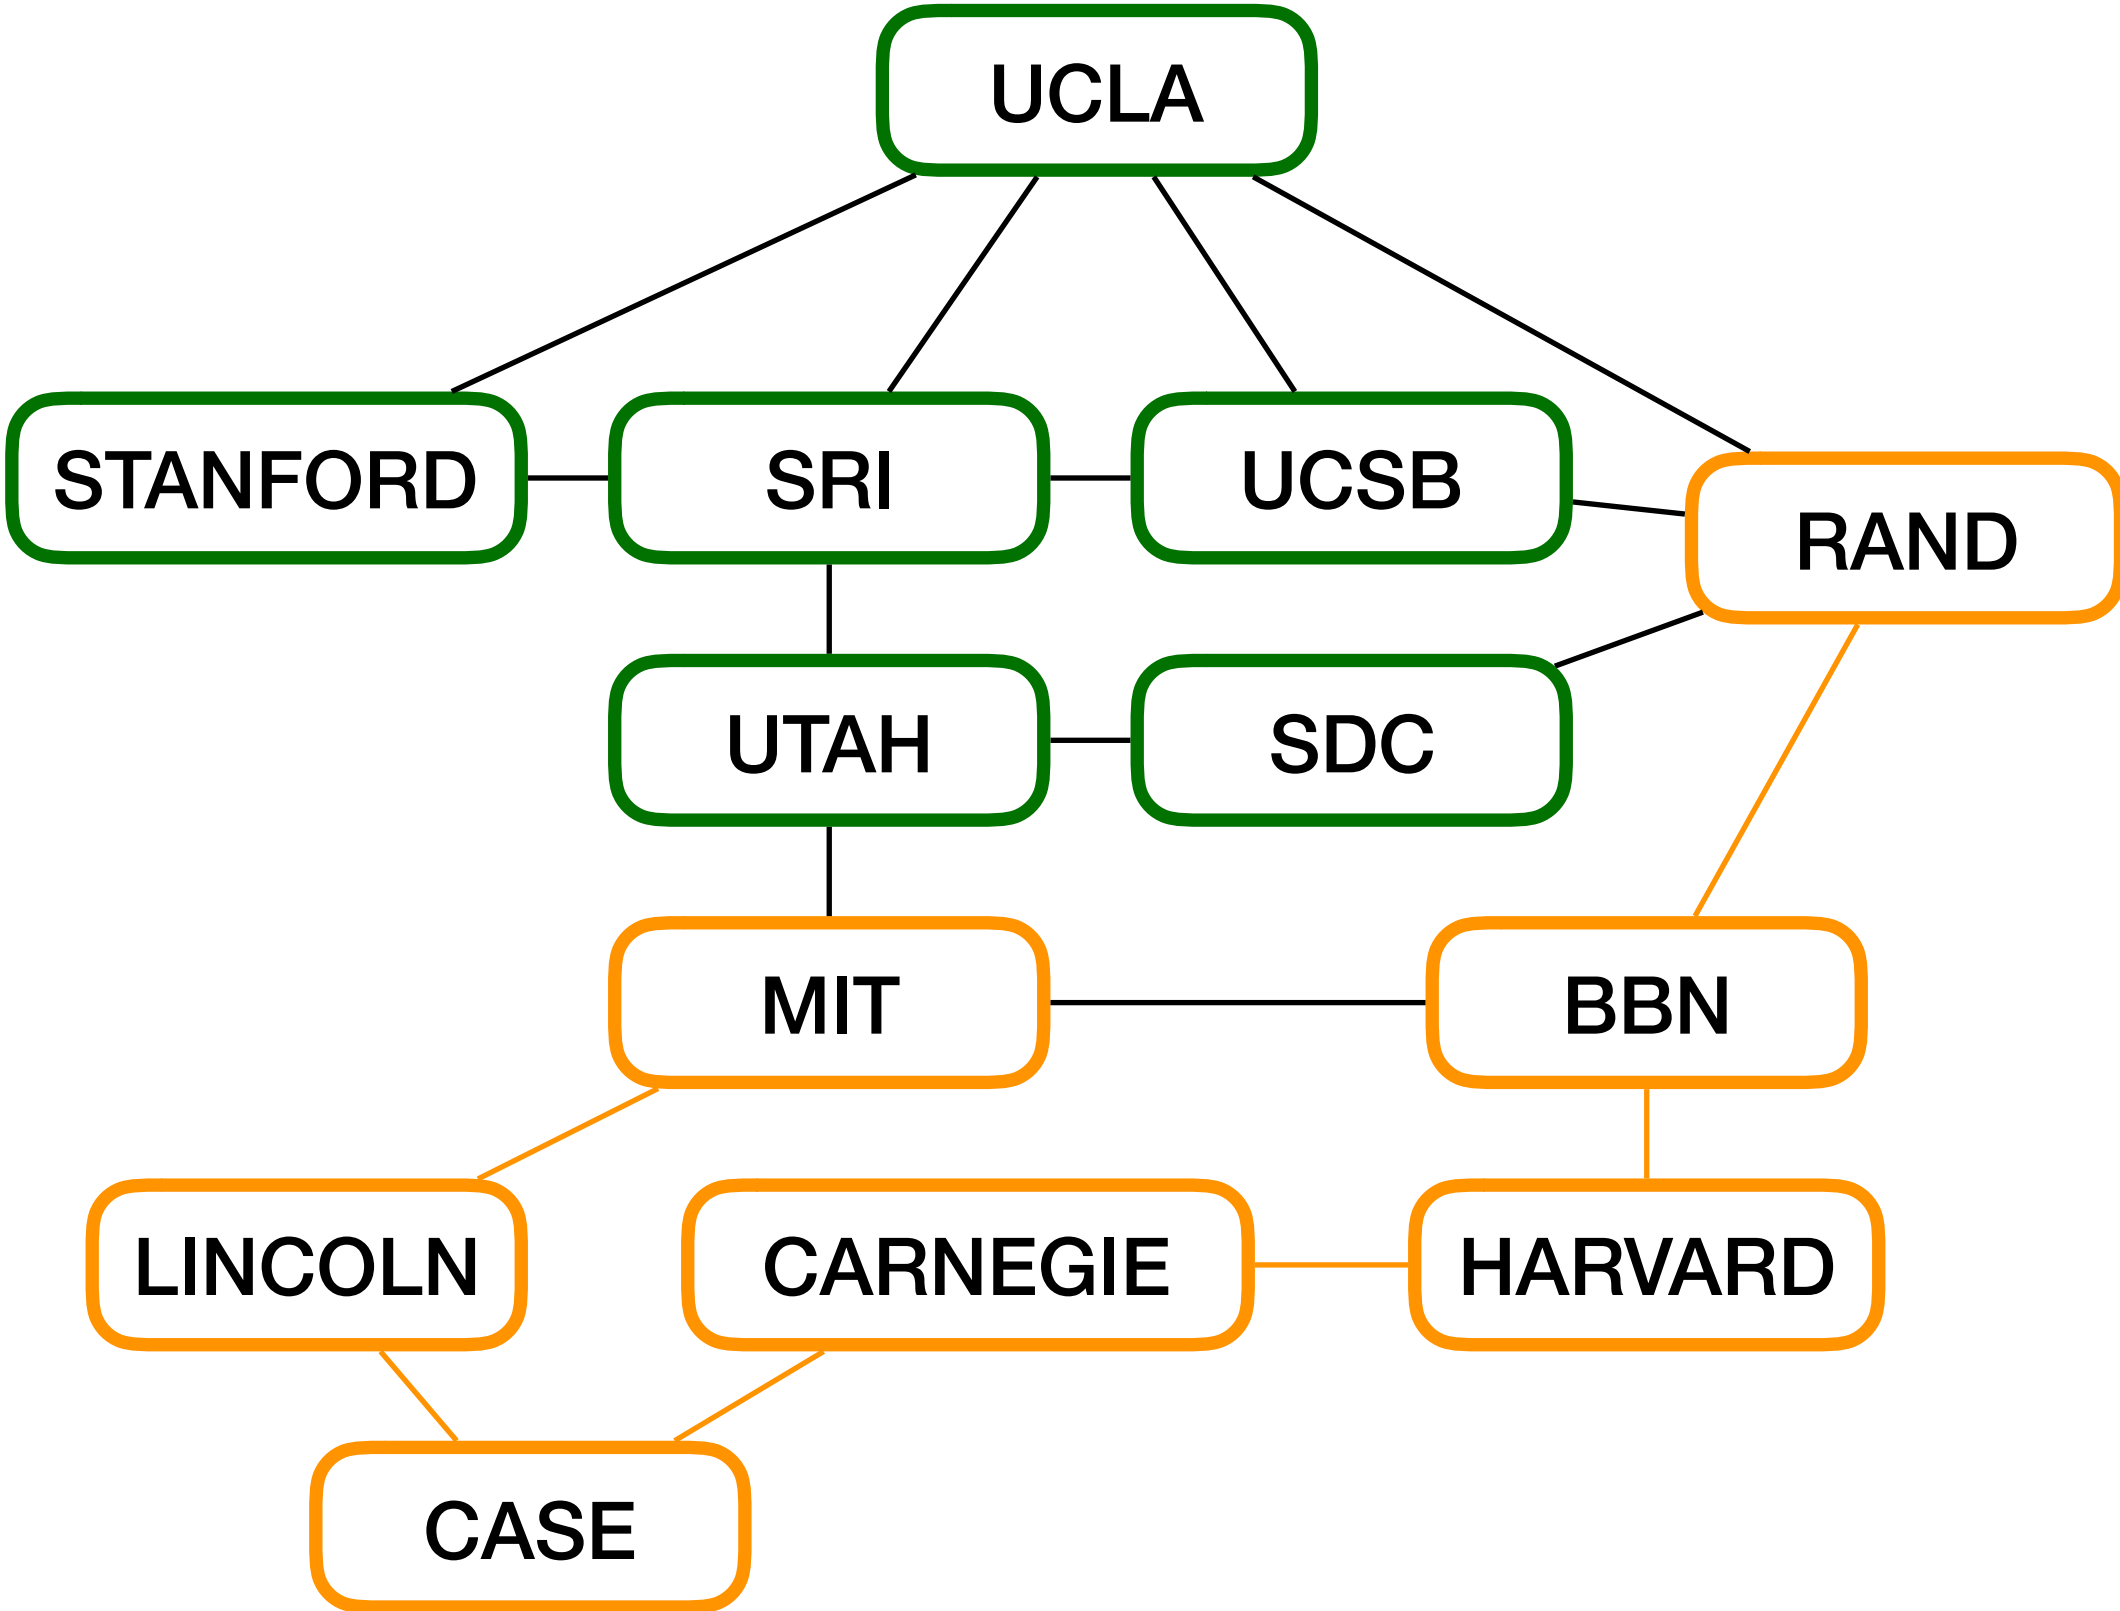 UCLA
STANFORD
SRI
UCSB
RAND
UTAH
SDC
MIT
BBN
LINCOLN
CARNEGIE
HARVARD
CASE